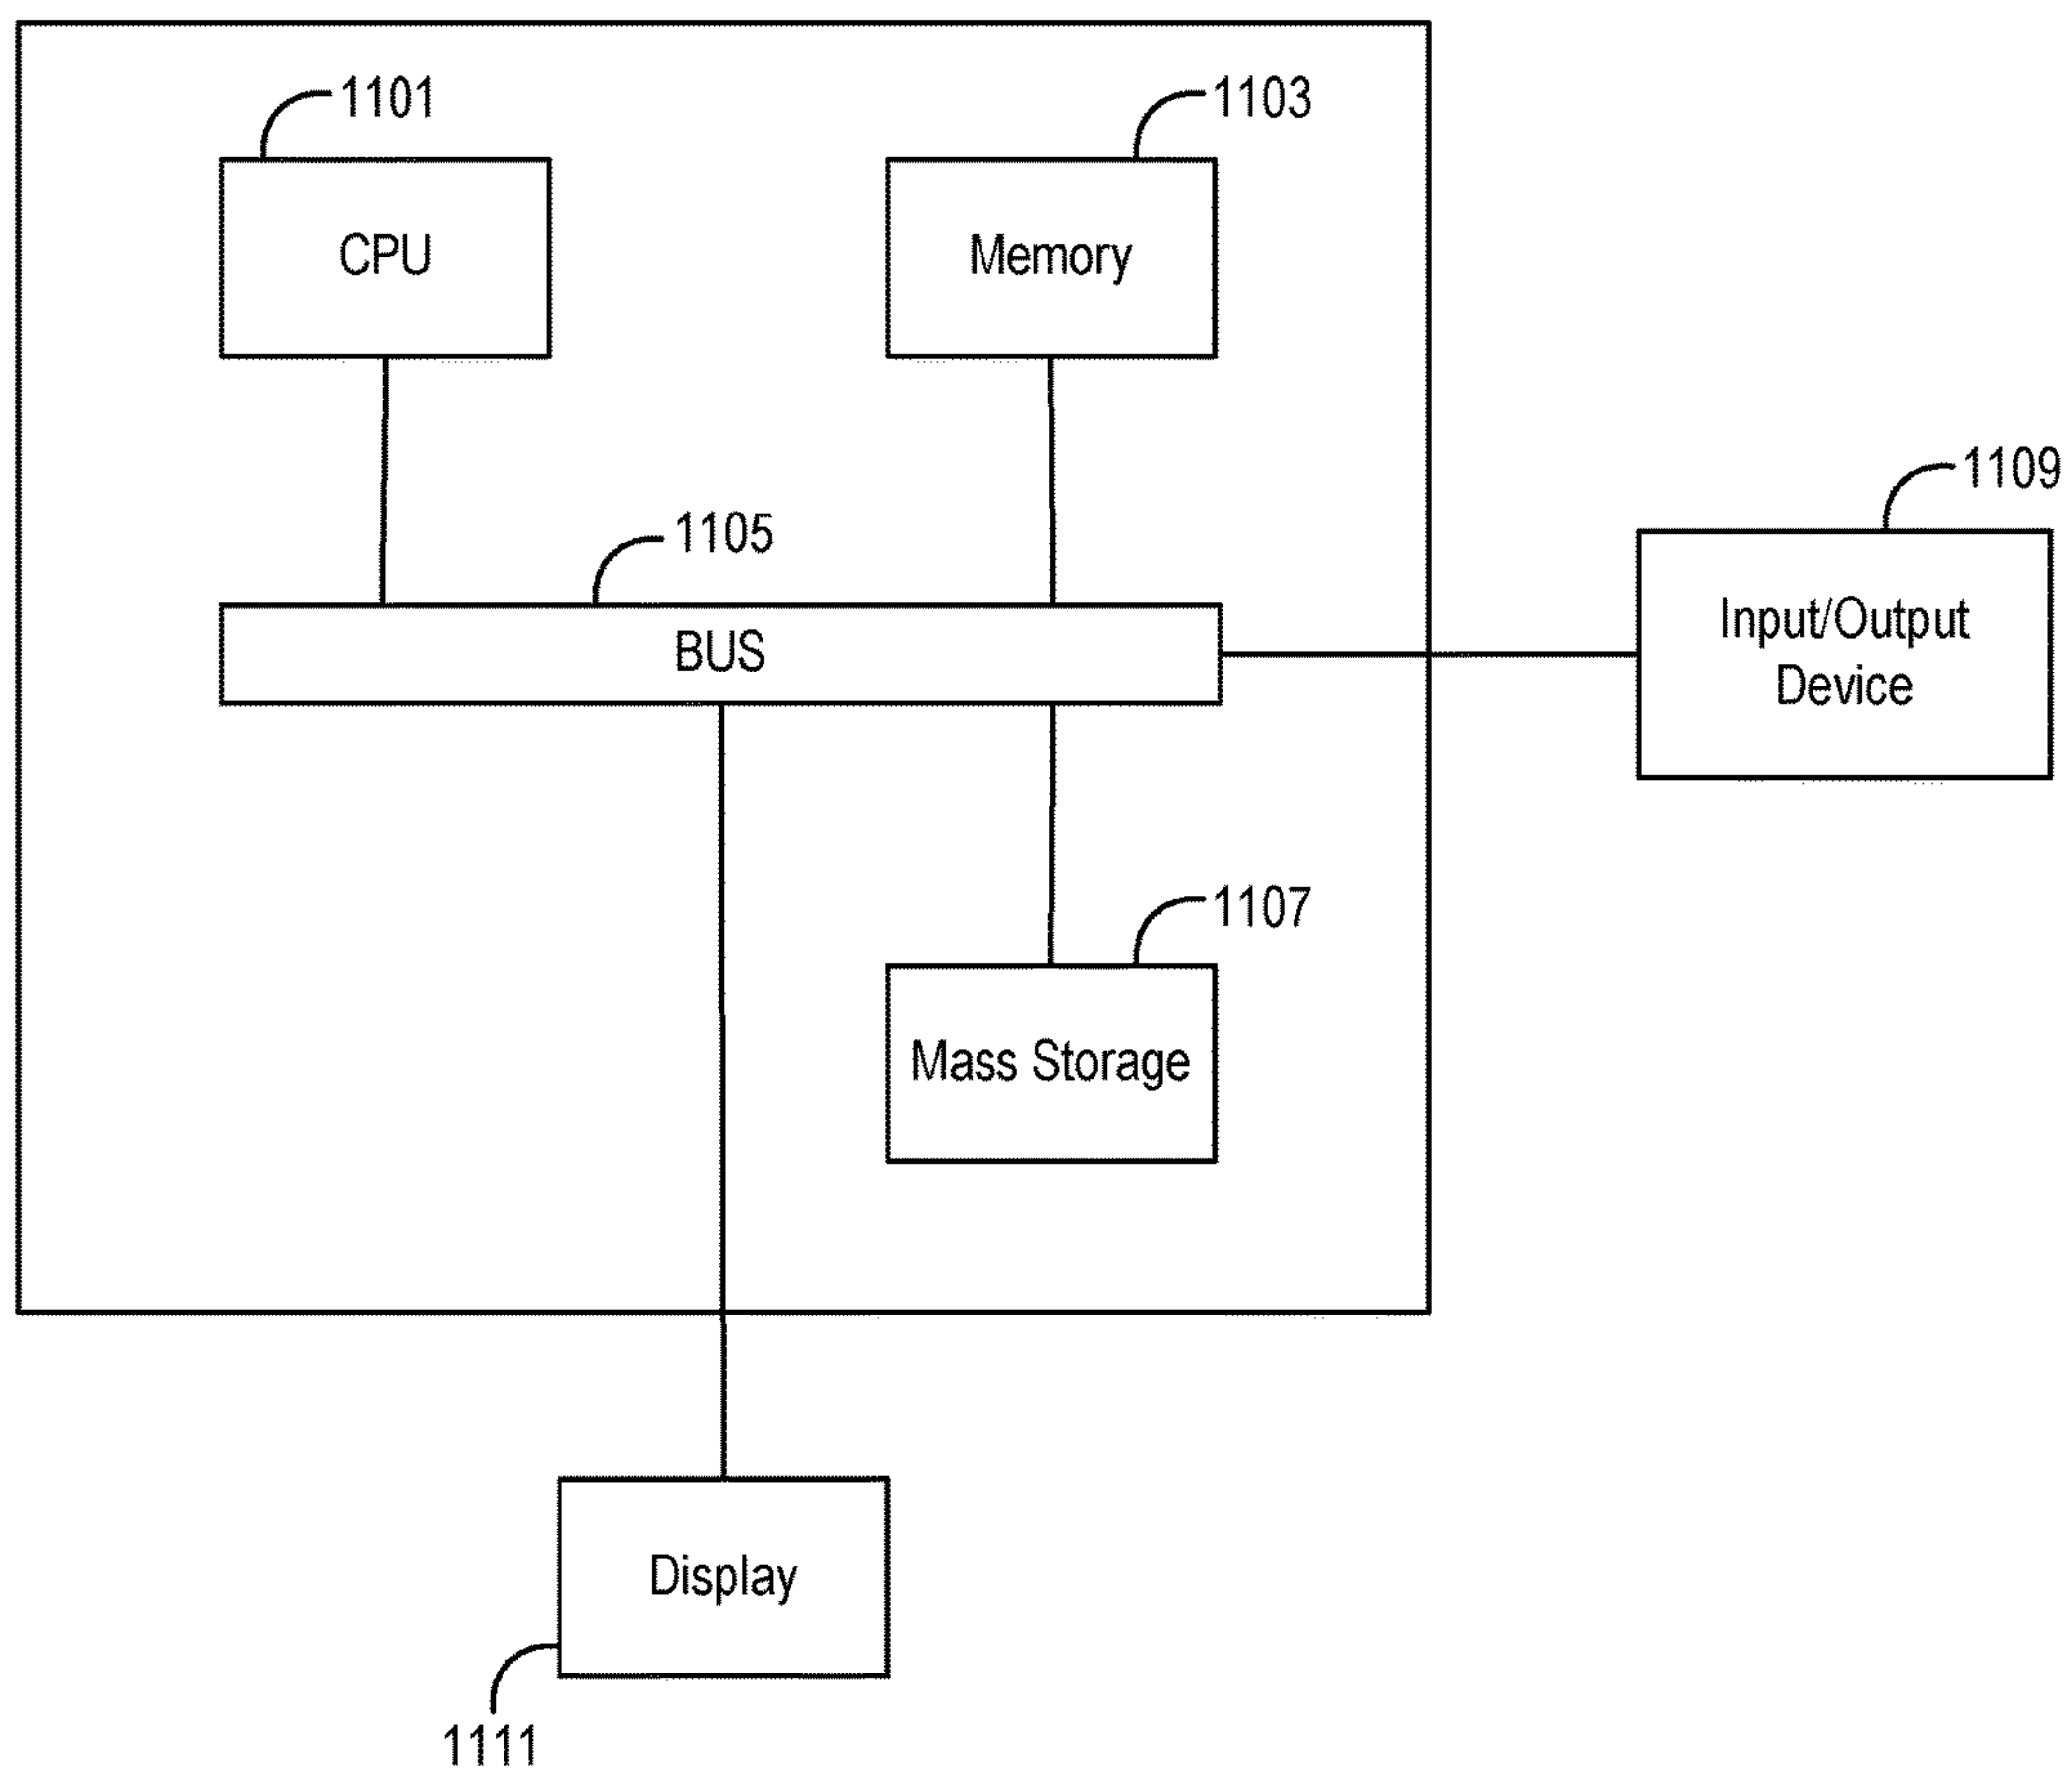 1101
1103
CPU
Memory
1109
1105
Input/Output
Device
BUS
1107
Mass Storage
Display
1111